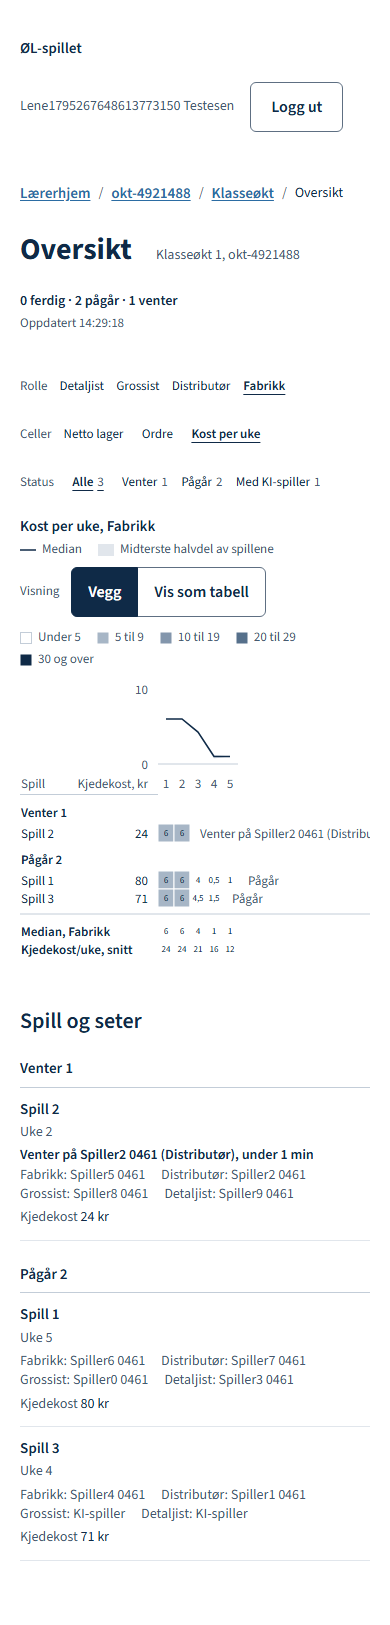 ØL-spillet
Lene1795267648613773150 Testesen Logg ut
Lærerhjem / okt-4921488 / Klasseøkt / Oversikt
Oversikt Klasseøkt 1, okt-4921488
0 ferdig · 2 pågår · 1 venter
Oppdatert 14:29:18
Rolle Detaljist Grossist Distributør Fabrikk
Celler Netto lager Ordre Kost per uke
Status Alle 3 Venter 1 Pågår 2 Med KI-spiller 1
Kost per uke, Fabrikk
Median Midterste halvdel av spillene
Visning Vegg Vis som tabell
Under 5 5 til 9 10 til 19 20 til 29
30 og over
10
0
Spill Kjedekost, kr 1 2 3 4 5
Venter 1
Spill 2 24 6 6 Venter på Spiller2 0461 (Distribu
Pågår 2
Spill 1 80 6 6 4 0,5 1 Pågår
Spill 3 71 6 6 4,5 1,5 Pågår
Median, Fabrikk 6 6 4 1 1
Kjedekost/uke, snitt 24 24 21 16 12
Spill og seter
Venter 1
Spill 2
Uke 2
Venter på Spiller2 0461 (Distributør), under 1 min
Fabrikk: Spiller5 0461 Distributør: Spiller2 0461
Grossist: Spiller8 0461 Detaljist: Spiller9 0461
Kjedekost 24 kr
Pågår 2
Spill 1
Uke 5
Fabrikk: Spiller6 0461 Distributør: Spiller7 0461
Grossist: Spiller0 0461 Detaljist: Spiller3 0461
Kjedekost 80 kr
Spill 3
Uke 4
Fabrikk: Spiller4 0461 Distributør: Spiller1 0461
Grossist: KI-spiller Detaljist: KI-spiller
Kjedekost 71 kr